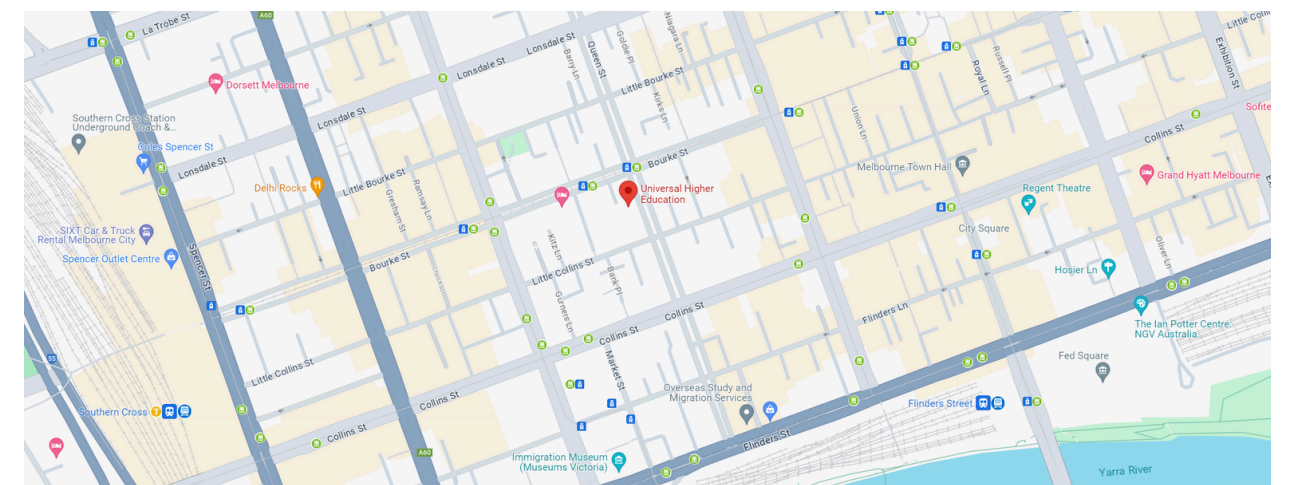 A60
La Trobe St
Lonsdale St
Lonsdale St
Lonsdale St
Lonsdale St
Barry Ln
Queen St
Goldie Pl
Niagara Ln
Kirks Ln
Little Bourke St
Royal Ln
Russell Pl
Exhibition St
Little Collin
Dorsett Melbourne
Southern Cross Station
Underground Coach &...
Coles Spencer St
Delhi Rocks
Little Bourke St
Gresham St
Ramsay Ln
Bourke St
Union Ln
Collins St
Sofite
Melbourne Town Hall
Grand Hyatt Melbourne
Universal Higher
Education
Regent Theatre
City Square
SIXT Car & Truck
Rental Melbourne City
Spencer Outlet Centre
Spencer St
Bourke St
Kitz Ln
Little Collins St
Bank Pl
Gurners Ln
Collins St
Collins St
Market St
Flinders Ln
Hosier Ln
Oliver Ln
The Ian Potter Centre:
NGV Australia
Fed Square
Little Collins St
Collins St
Collins St
Southern Cross
T
Overseas Study and
Migration Services
Flinders Street
Flinders St
Immigration Museum
(Museums Victoria)
A60
Yarra River